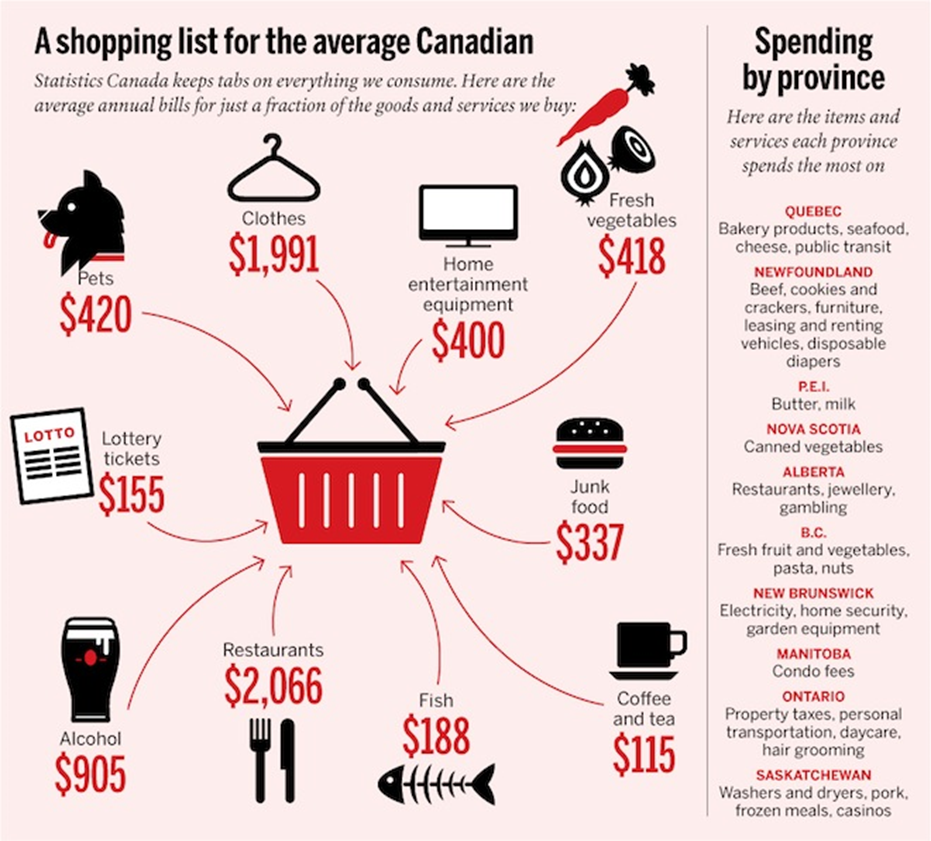 A shopping list for the average Canadian
Statistics Canada keeps tabs on everything we consume. Here are the
average annual bills for just a fraction of the goods and services we buy:
Pets
$420
Clothes
$1,991
Home
entertainment
equipment
$400
Fresh
vegetables
$418
LOTTO
Lottery
tickets
$155
Junk
food
$337
Alcohol
$905
Restaurants
$2,066
Fish
$188
Coffee
and tea
$115
Spending
by province
Here are the items and
services each province
spends the most on
QUEBEC
Bakery products, seafood,
cheese, public transit
NEWFOUNDLAND
Beef, cookies and
crackers, furniture,
leasing and renting
vehicles, disposable
diapers
P.E.I.
Butter, milk
NOVA SCOTIA
Canned vegetables
ALBERTA
Restaurants, jewellery,
gambling
B.C.
Fresh fruit and vegetables,
pasta, nuts
NEW BRUNSWICK
Electricity, home security,
garden equipment
MANITOBA
Condo fees
ONTARIO
Property taxes, personal
transportation, daycare,
hair grooming
SASKATCHEWAN
Washers and dryers, pork,
frozen meals, casinos